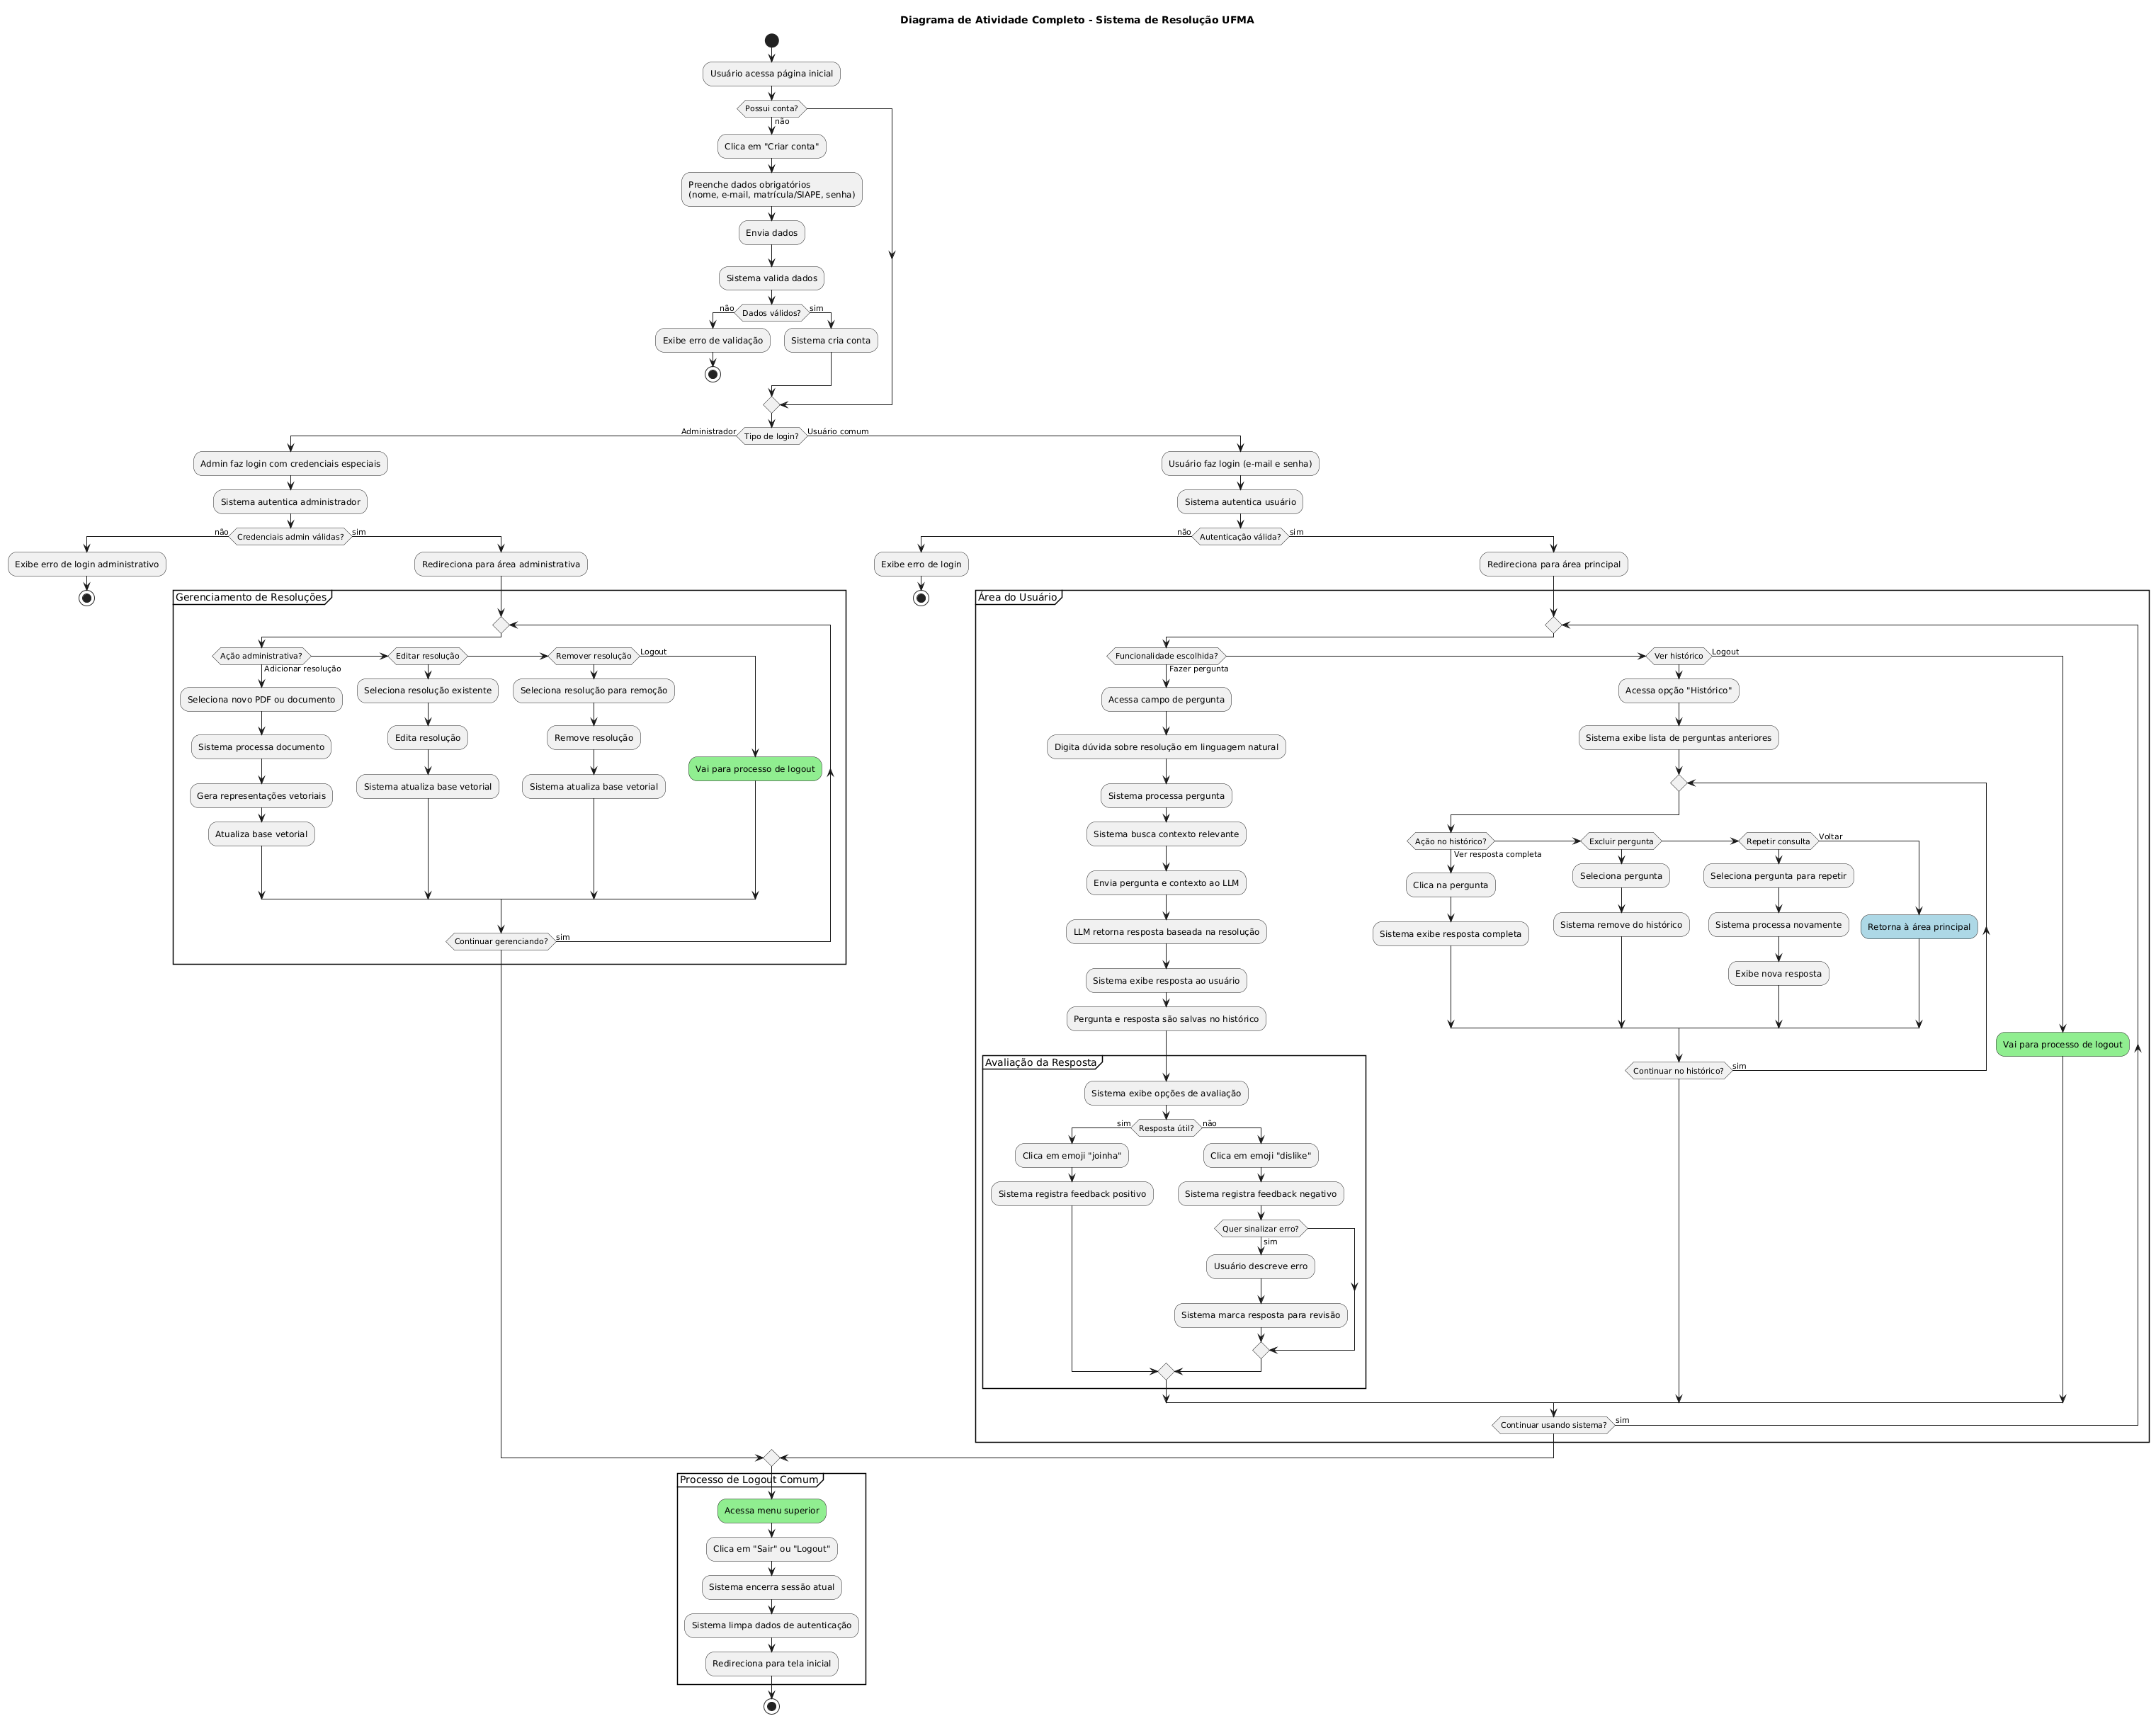 Diagrama de Atividade Completo - Sistema de Resolução UFMA
Usuário acessa página inicial
Possui conta?
não
Clica em "Criar conta"
Preenche dados obrigatórios
(nome, e-mail, matrícula/SIAPE, senha)
Envia dados
Sistema valida dados
não
Dados válidos?
sim
Exibe erro de validação
Sistema cria conta
Administrador
Tipo de login?
Usuário comum
Admin faz login com credenciais especiais
Sistema autentica administrador
não
Credenciais admin válidas?
sim
Exibe erro de login administrativo
Redireciona para área administrativa
Gerenciamento de Resoluções
Ação administrativa?
Adicionar resolução
Editar resolução
Remover resolução
Logout
Seleciona novo PDF ou documento
Sistema processa documento
Gera representações vetoriais
Atualiza base vetorial
Seleciona resolução existente
Edita resolução
Sistema atualiza base vetorial
Seleciona resolução para remoção
Remove resolução
Sistema atualiza base vetorial
Vai para processo de logout
Continuar gerenciando?
sim
Usuário faz login (e-mail e senha)
Sistema autentica usuário
não
Autenticação válida?
sim
Exibe erro de login
Redireciona para área principal
Área do Usuário
Funcionalidade escolhida?
Fazer pergunta
Ver histórico
Logout
Acessa campo de pergunta
Digita dúvida sobre resolução em linguagem natural
Sistema processa pergunta
Sistema busca contexto relevante
Envia pergunta e contexto ao LLM
LLM retorna resposta baseada na resolução
Sistema exibe resposta ao usuário
Pergunta e resposta são salvas no histórico
Avaliação da Resposta
Sistema exibe opções de avaliação
sim
Resposta útil?
não
Clica em emoji "joinha"
Sistema registra feedback positivo
Clica em emoji "dislike"
Sistema registra feedback negativo
Quer sinalizar erro?
sim
Usuário descreve erro
Sistema marca resposta para revisão
Acessa opção "Histórico"
Sistema exibe lista de perguntas anteriores
Ação no histórico?
Ver resposta completa
Excluir pergunta
Repetir consulta
Voltar
Clica na pergunta
Sistema exibe resposta completa
Seleciona pergunta
Sistema remove do histórico
Seleciona pergunta para repetir
Sistema processa novamente
Exibe nova resposta
Retorna à área principal
Continuar no histórico?
sim
Vai para processo de logout
Continuar usando sistema?
sim
Processo de Logout Comum
Acessa menu superior
Clica em "Sair" ou "Logout"
Sistema encerra sessão atual
Sistema limpa dados de autenticação
Redireciona para tela inicial